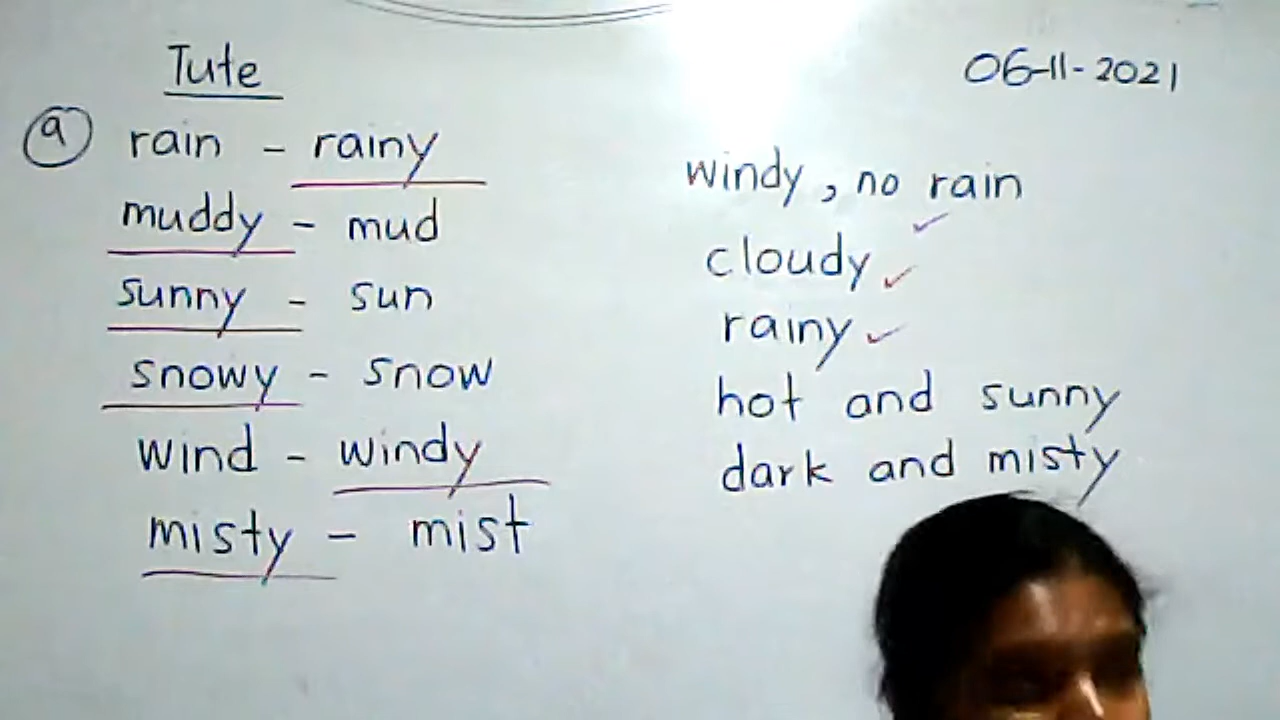 Tute
06-11-2021
a rain - rainy
muddy - mud
sunny - sun
snowy - snow
wind - windy
misty - mist
windy, no rain
cloudy
rainy
hot and sunny
dark and misty